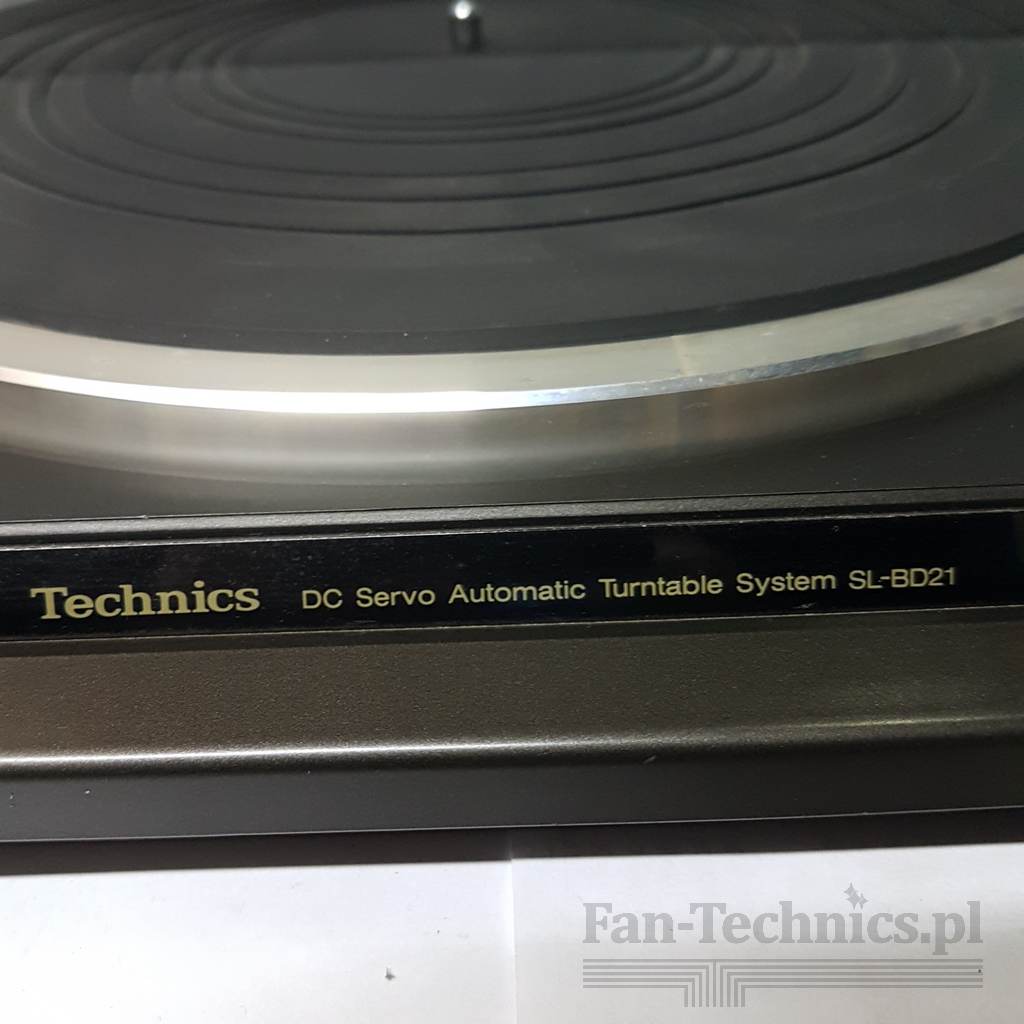 Technics DC Servo Automatic Turntable System SL-BD21
Fan-Technics.pl